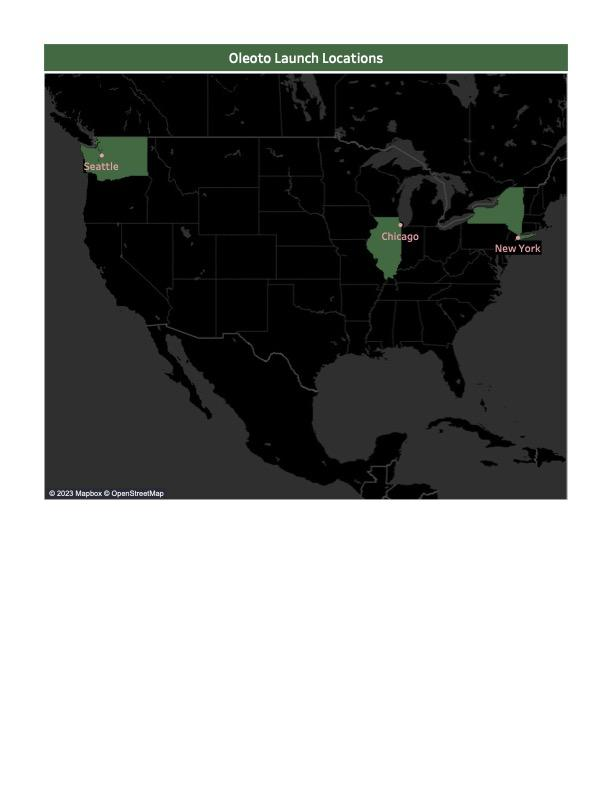 Oleoto Launch Locations
Seattle
Chicago
New York
© 2023 Mapbox © OpenStreetMap